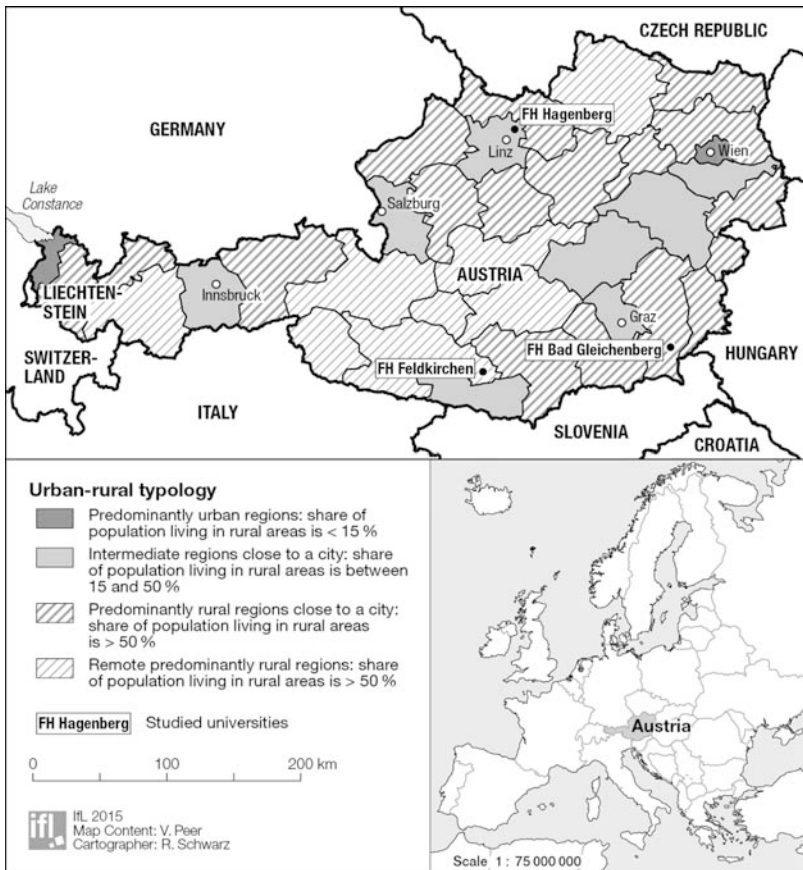 CZECH REPUBLIC
GERMANY
FH Hagenberg
Linz
Wien
Lake
Constance
Salzburg
AUSTRIA
LIECHTEN-
STEIN
Innsbruck
Graz
SWITZER-
LAND
FH Feldkirchen
FH Bad Gleichenberg
HUNGARY
ITALY
SLOVENIA
CROATIA
Urban-rural typology
Predominantly urban regions: share of
population living in rural areas is < 15 %
Intermediate regions close to a city: share
of population living in rural areas is between
15 and 50 %
Predominantly rural regions close to a city:
share of population living in rural areas
is > 50 %
Remote predominantly rural regions: share
of population living in rural areas is > 50 %
FH Hagenberg Studied universities
0 100 200 km
ifl
IfL 2015
Map Content: V. Peer
Cartographer: R. Schwarz
Austria
Scale 1 : 75 000 000